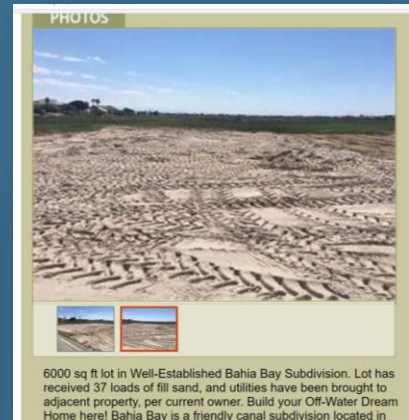 PHOTOS
6000 sq ft lot in Well-Established Bahia Bay Subdivision. Lot has
received 37 loads of fill sand, and utilities have been brought to
adjacent property, per current owner. Build your Off-Water Dream
Home here! Bahia Bay is a friendly canal subdivision located in